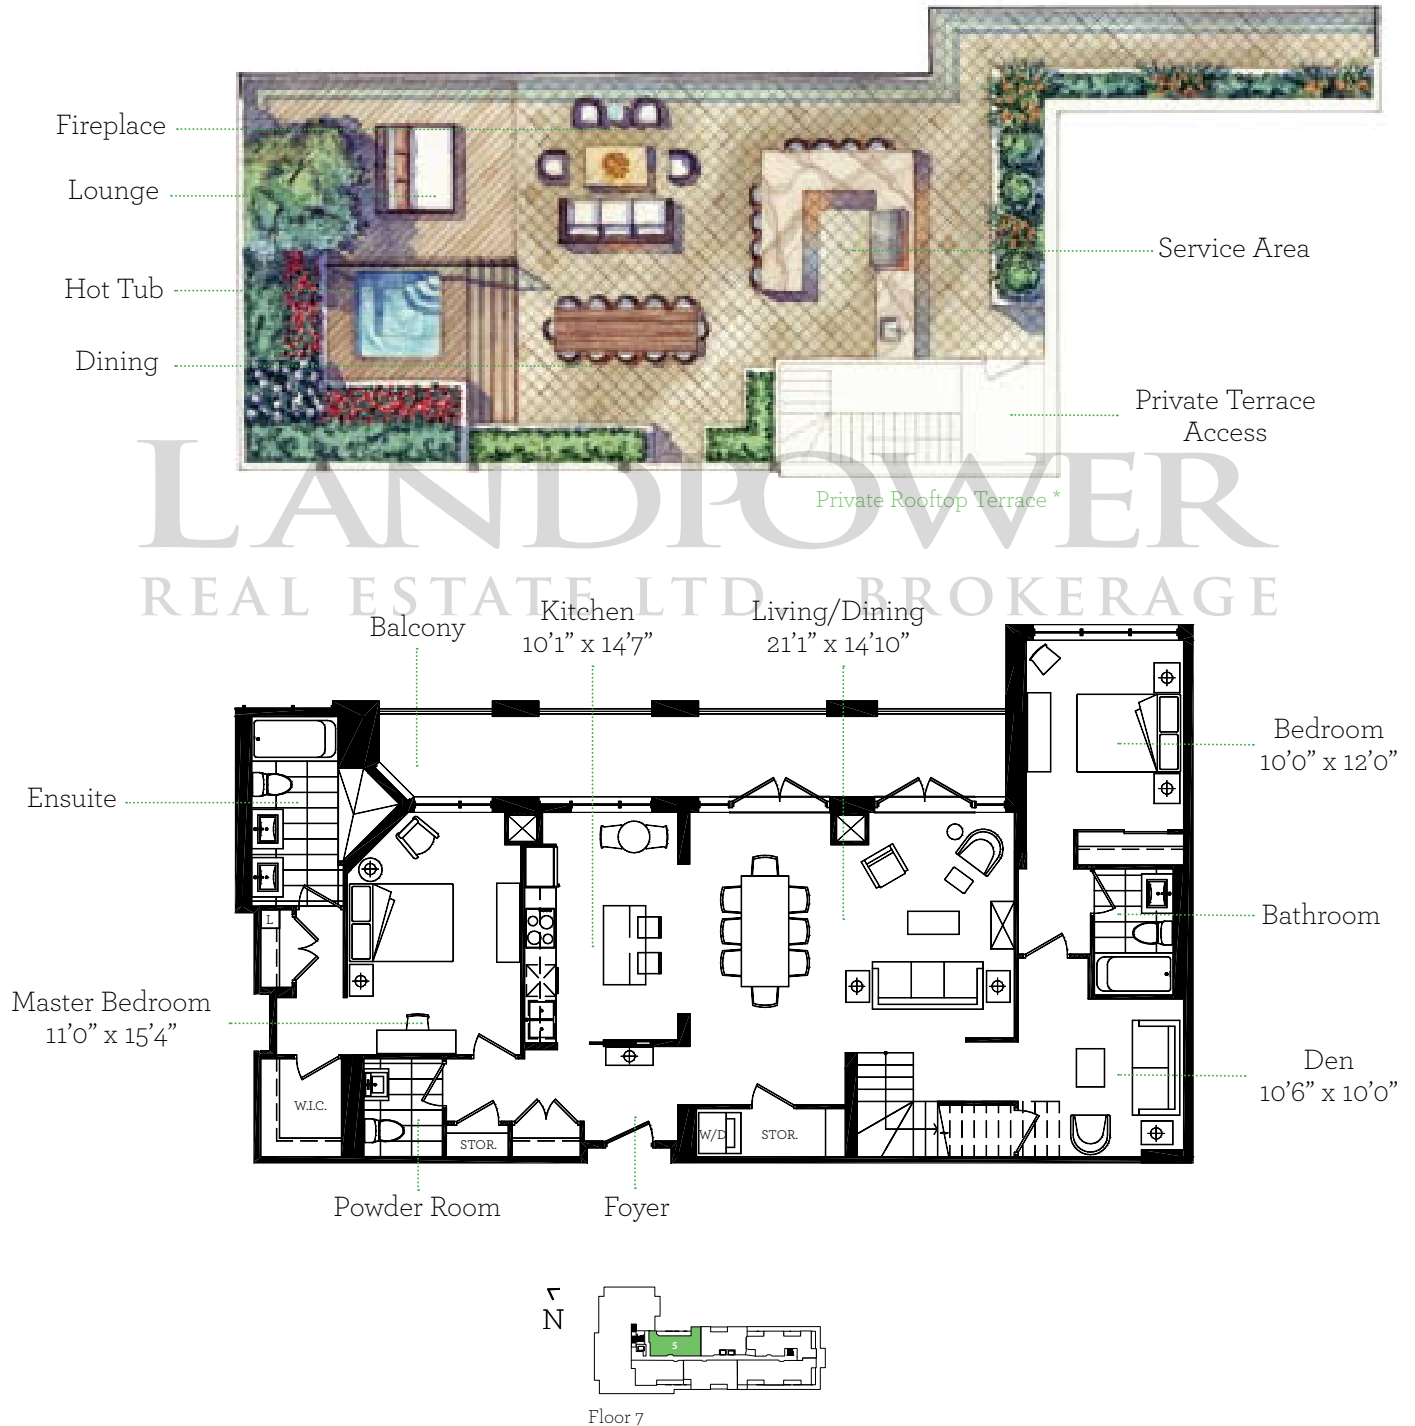 Fireplace
Lounge
Hot Tub
Dining
Service Area
Private Terrace
Access
Private Rooftop Terrace *
LANDPOWER
REAL ESTATE LTD. BROKERAGE
Balcony
Kitchen
10'1" x 14'7"
Living/Dining
21'1" x 14'10"
Bedroom
10'0" x 12'0"
Ensuite
Bathroom
L
Master Bedroom
11'0" x 15'4"
Den
10'6" x 10'0"
W.I.C.
STOR.
W/D
STOR.
Powder Room
Foyer
N
5
Floor 7